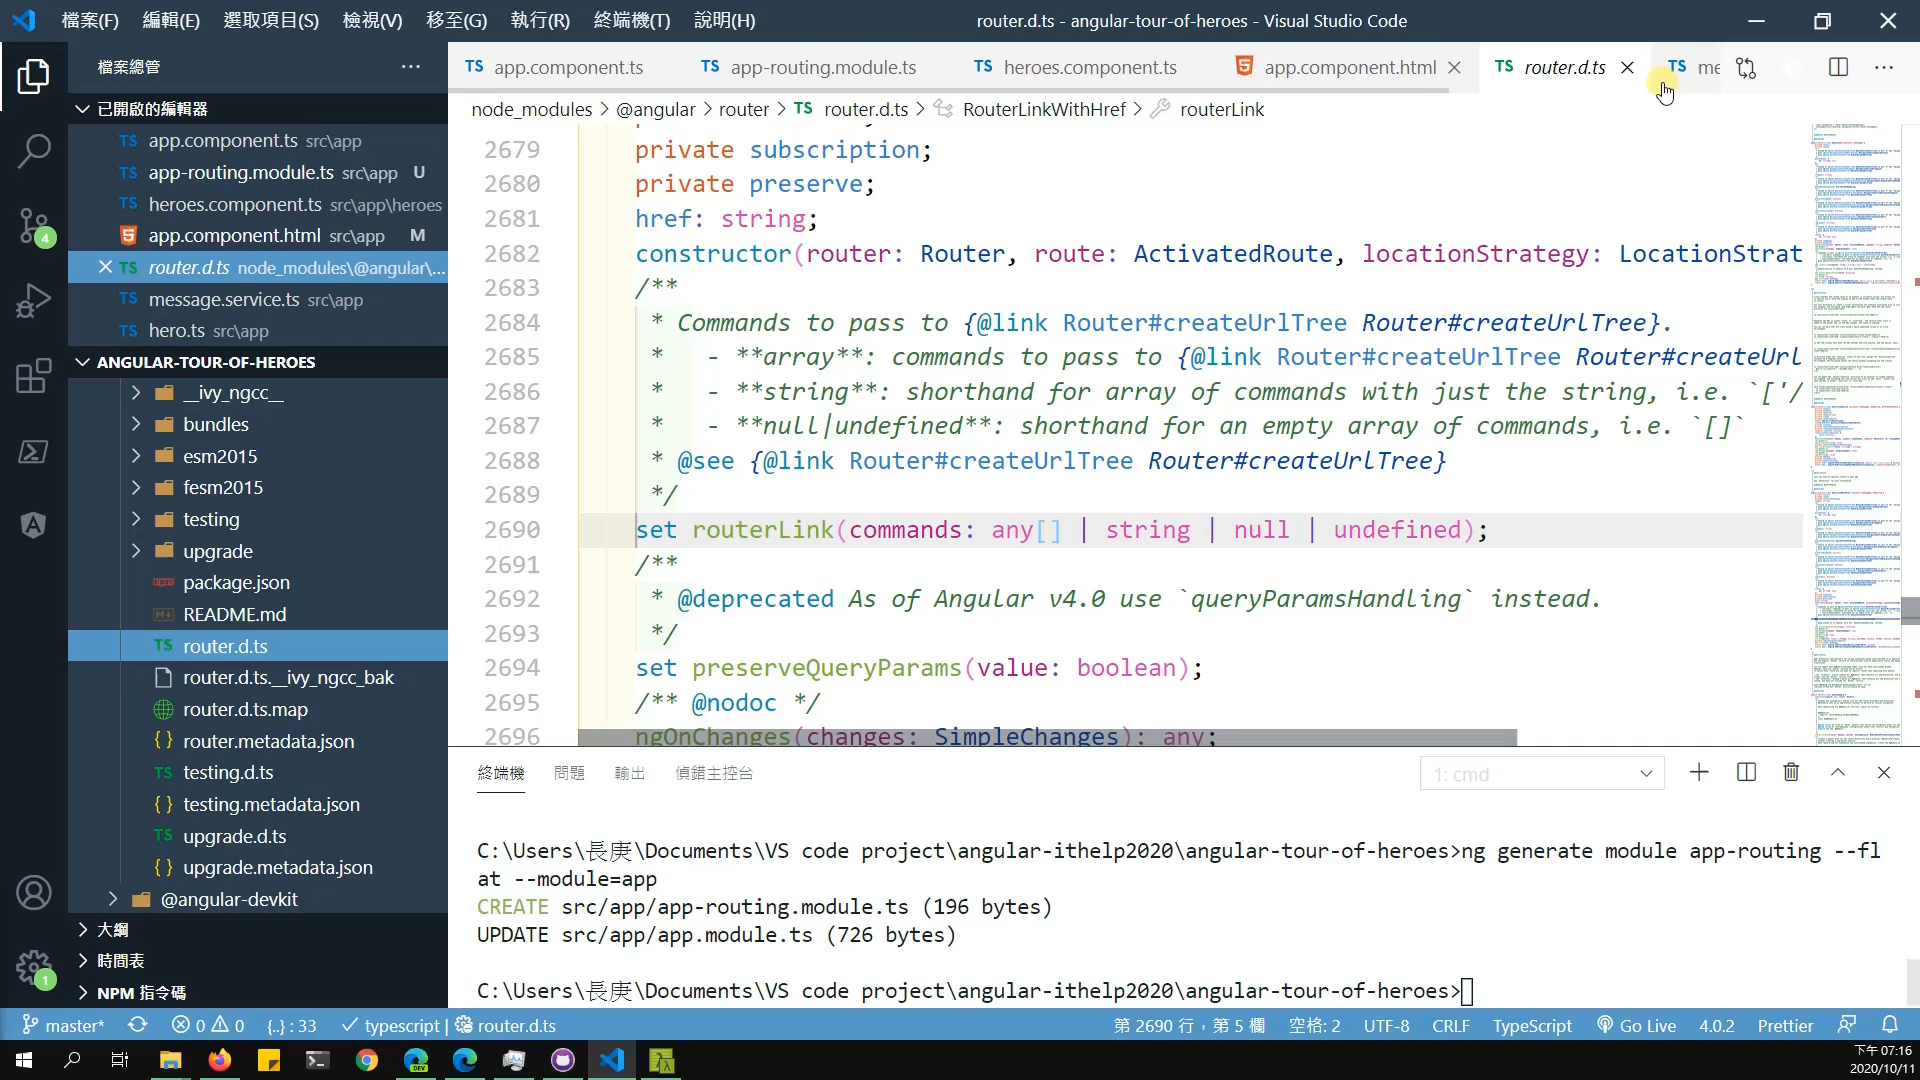 檔案(F) 編輯(E) 選取項目(S) 檢視(V) 移至(G) 執行(R) 終端機(T) 說明(H) router.d.ts - angular-tour-of-heroes - Visual Studio Code
檔案總管 ···
已開啟的編輯器
TS app.component.ts src\app
TS app-routing.module.ts src\app U
TS heroes.component.ts src\app\heroes
app.component.html src\app M
TS router.d.ts node_modules\@angular\...
TS message.service.ts src\app
TS hero.ts src\app
ANGULAR-TOUR-OF-HEROES
__ivy_ngcc__
bundles
esm2015
fesm2015
testing
upgrade
package.json
README.md
TS router.d.ts
router.d.ts.__ivy_ngcc_bak
router.d.ts.map
{ } router.metadata.json
TS testing.d.ts
{ } testing.metadata.json
TS upgrade.d.ts
{ } upgrade.metadata.json
@angular-devkit
大綱
時間表
NPM 指令碼
4
1
TS app.component.ts TS app-routing.module.ts TS heroes.component.ts app.component.html TS router.d.ts TS me
node_modules > @angular > router > TS router.d.ts > RouterLinkWithHref > routerLink
2679 private subscription;
2680 private preserve;
2681 href: string;
2682 constructor(router: Router, route: ActivatedRoute, locationStrategy: LocationStrat
2683 /**
2684 * Commands to pass to {@link Router#createUrlTree Router#createUrlTree}.
2685 * - **array**: commands to pass to {@link Router#createUrlTree Router#createUrl
2686 * - **string**: shorthand for array of commands with just the string, i.e. `['/
2687 * - **null|undefined**: shorthand for an empty array of commands, i.e. `[]`
2688 * @see {@link Router#createUrlTree Router#createUrlTree}
2689 */
2690 set routerLink(commands: any[] | string | null | undefined);
2691 /**
2692 * @deprecated As of Angular v4.0 use `queryParamsHandling` instead.
2693 */
2694 set preserveQueryParams(value: boolean);
2695 /** @nodoc */
2696 ngOnChanges(changes: SimpleChanges): any;
終端機 問題 輸出 偵錯主控台 1: cmd
C:\Users\長庚\Documents\VS code project\angular-ithelp2020\angular-tour-of-heroes>ng generate module app-routing --fl
at --module=app
CREATE src/app/app-routing.module.ts (196 bytes)
UPDATE src/app/app.module.ts (726 bytes)
C:\Users\長庚\Documents\VS code project\angular-ithelp2020\angular-tour-of-heroes>
master* 0 0 {..} : 33 typescript | router.d.ts 第 2690 行，第 5 欄 空格: 2 UTF-8 CRLF TypeScript Go Live 4.0.2 Prettier
下午 07:16
2020/10/11